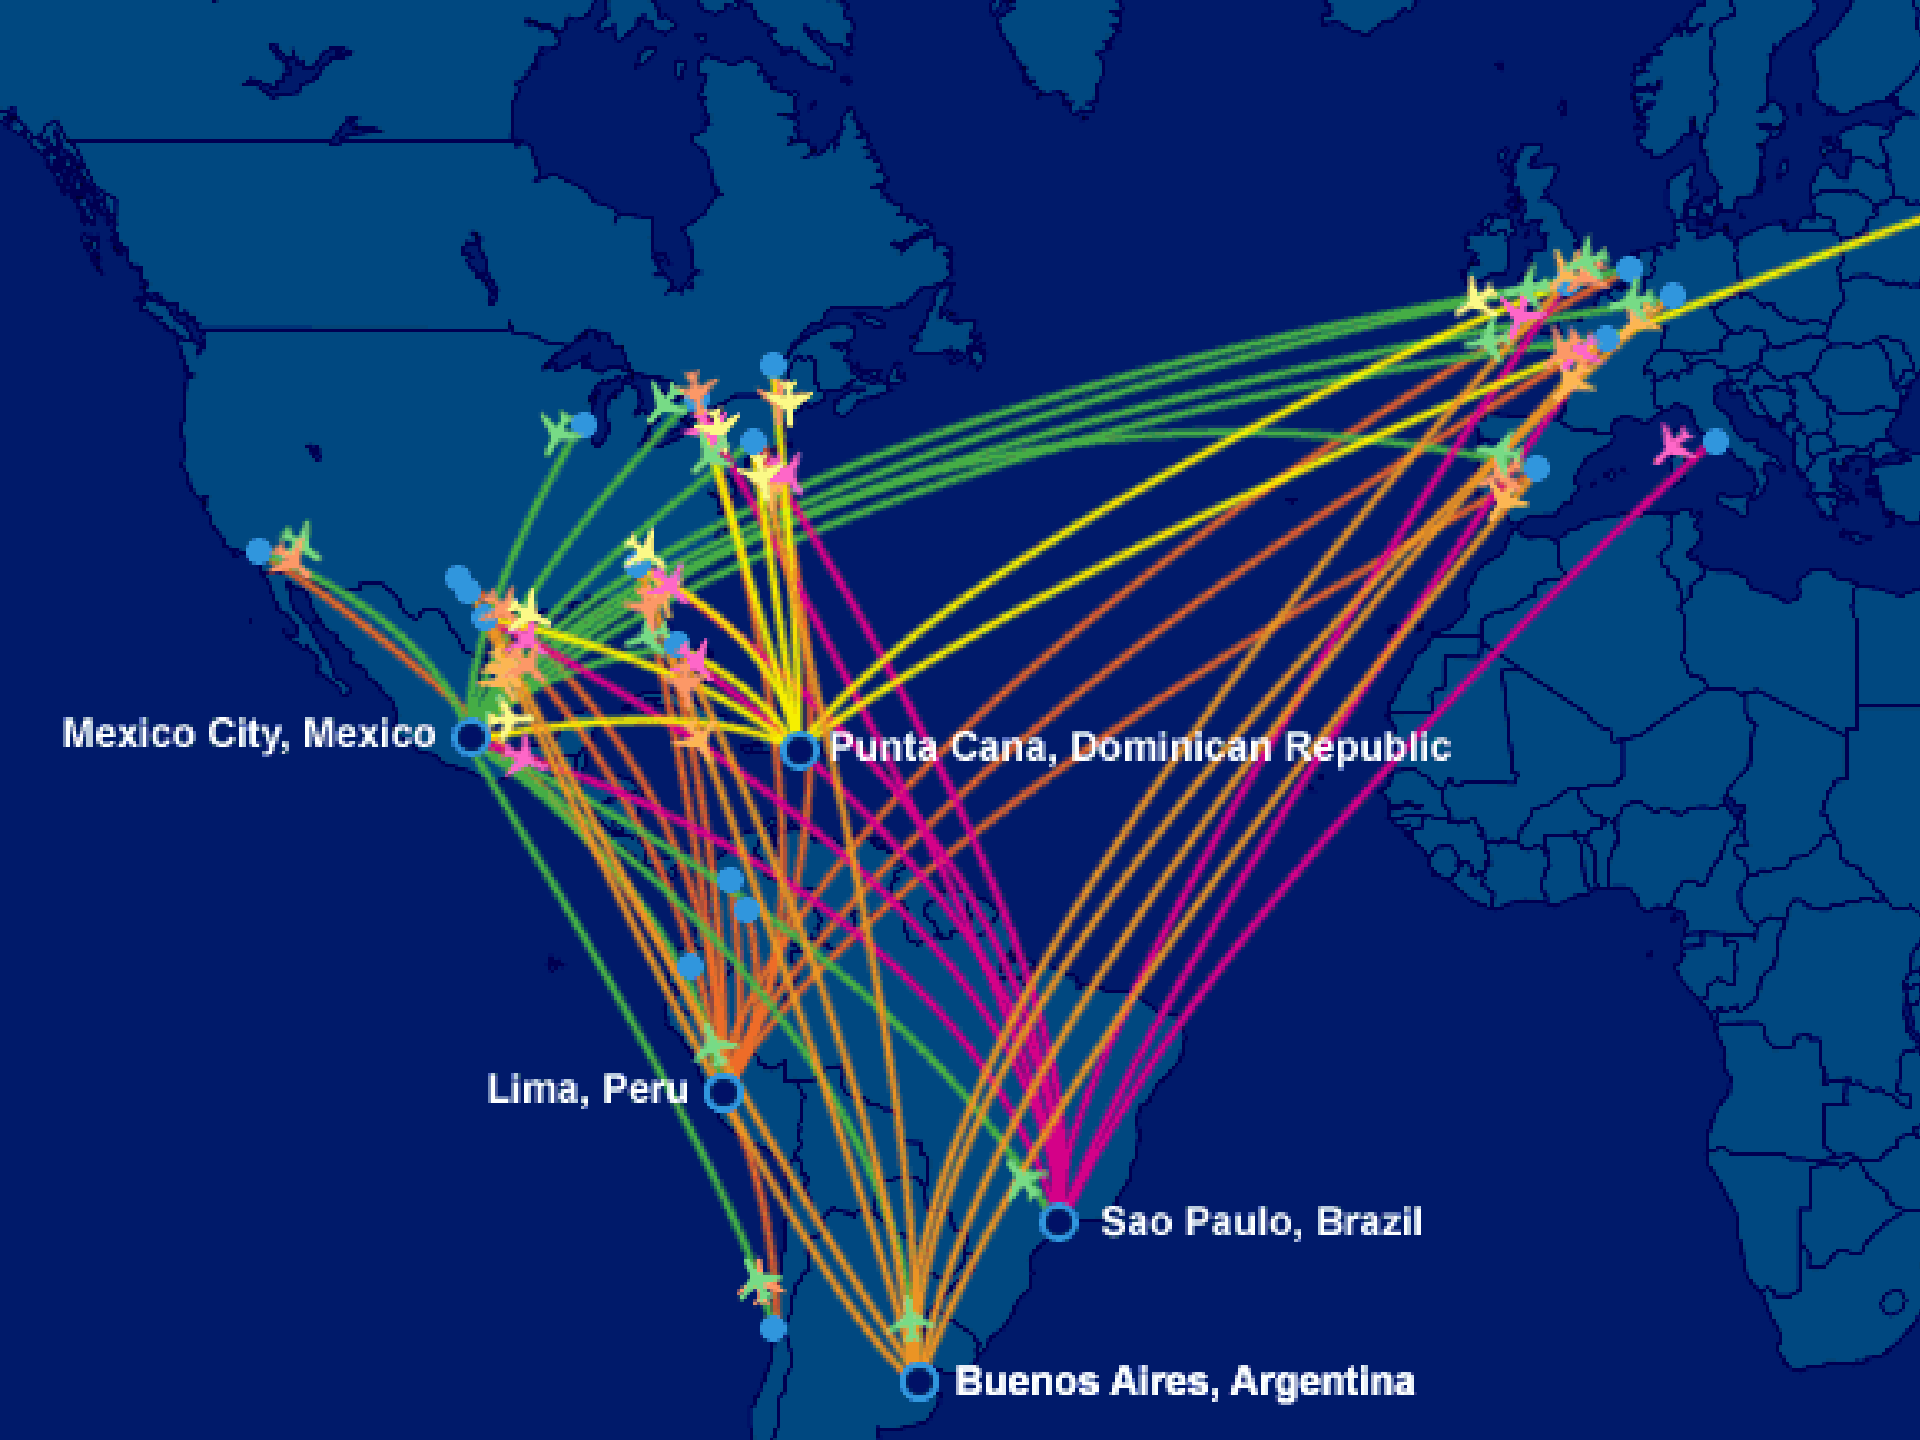 Mexico City, Mexico
Punta Cana, Dominican Republic
Lima, Peru
Sao Paulo, Brazil
Buenos Aires, Argentina